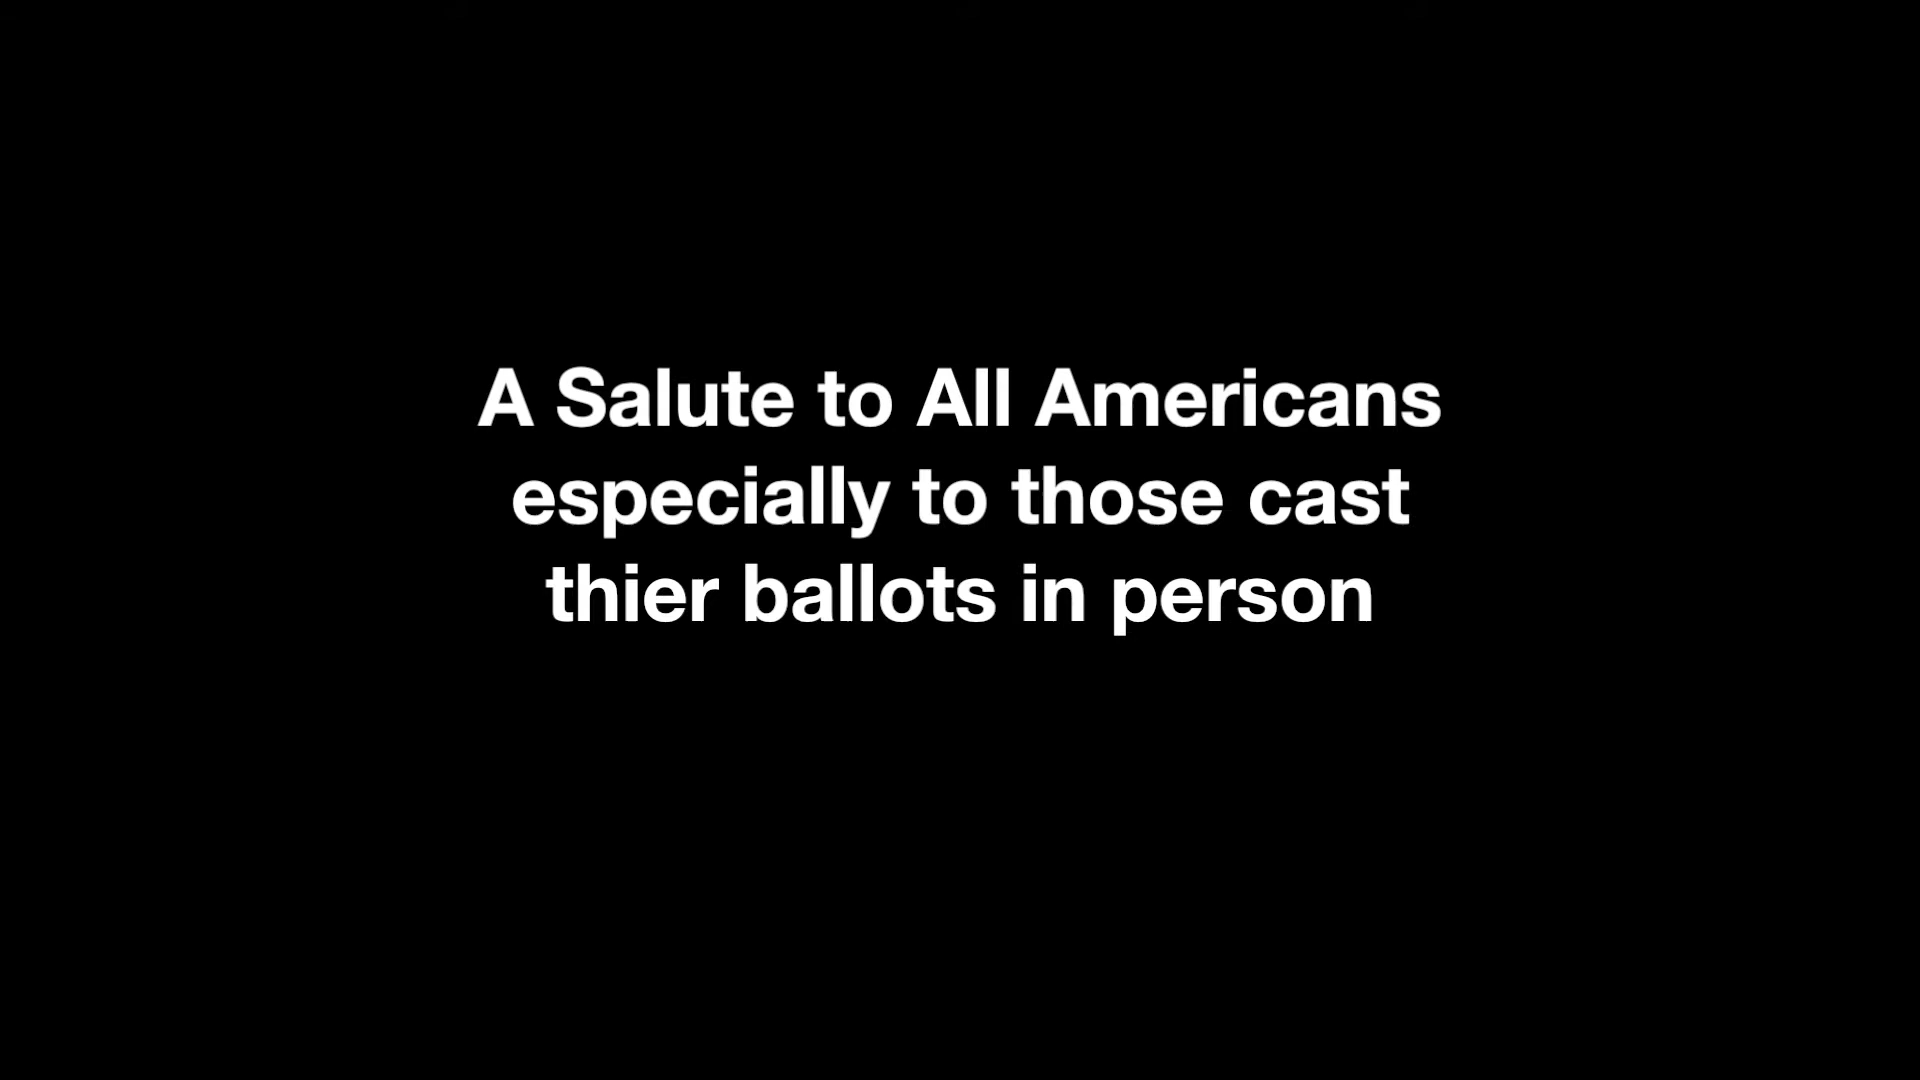 A Salute to All Americans
especially to those cast
thier ballots in person